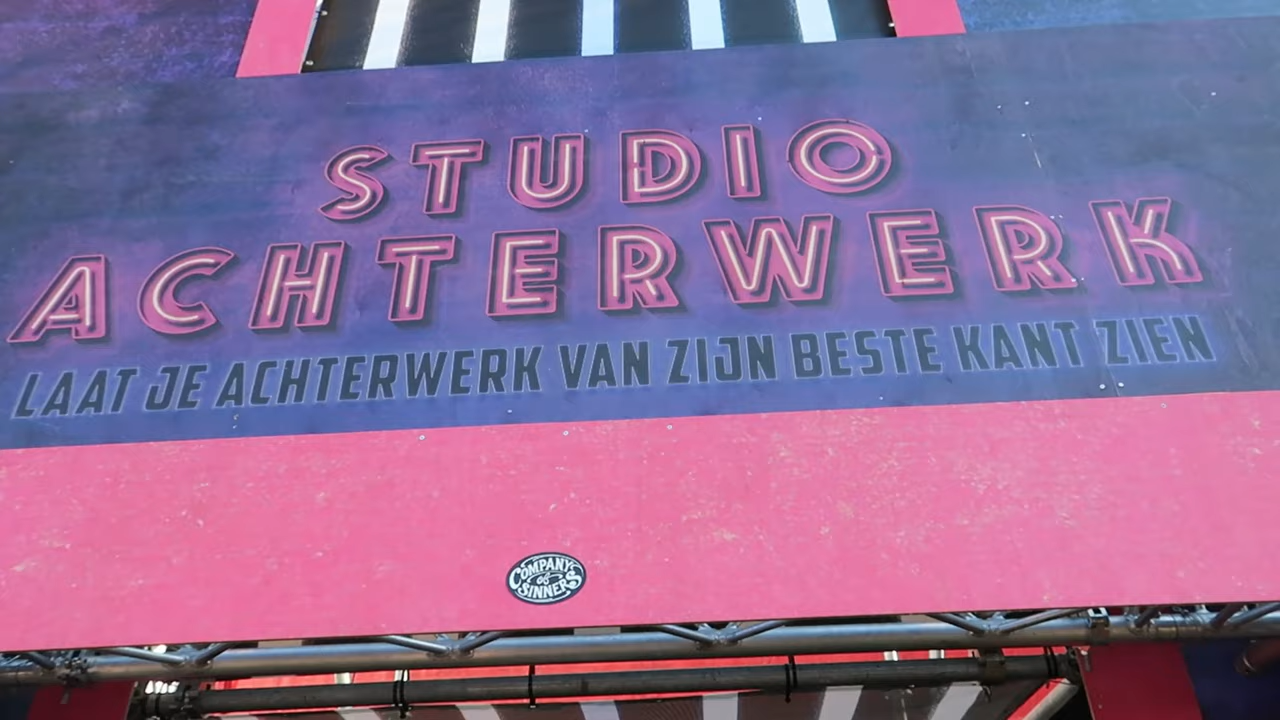 STUDIO
ACHTERWERK
LAAT JE ACHTERWERK VAN ZIJN BESTE KANT ZIEN
COMPANY
of
SINNERS